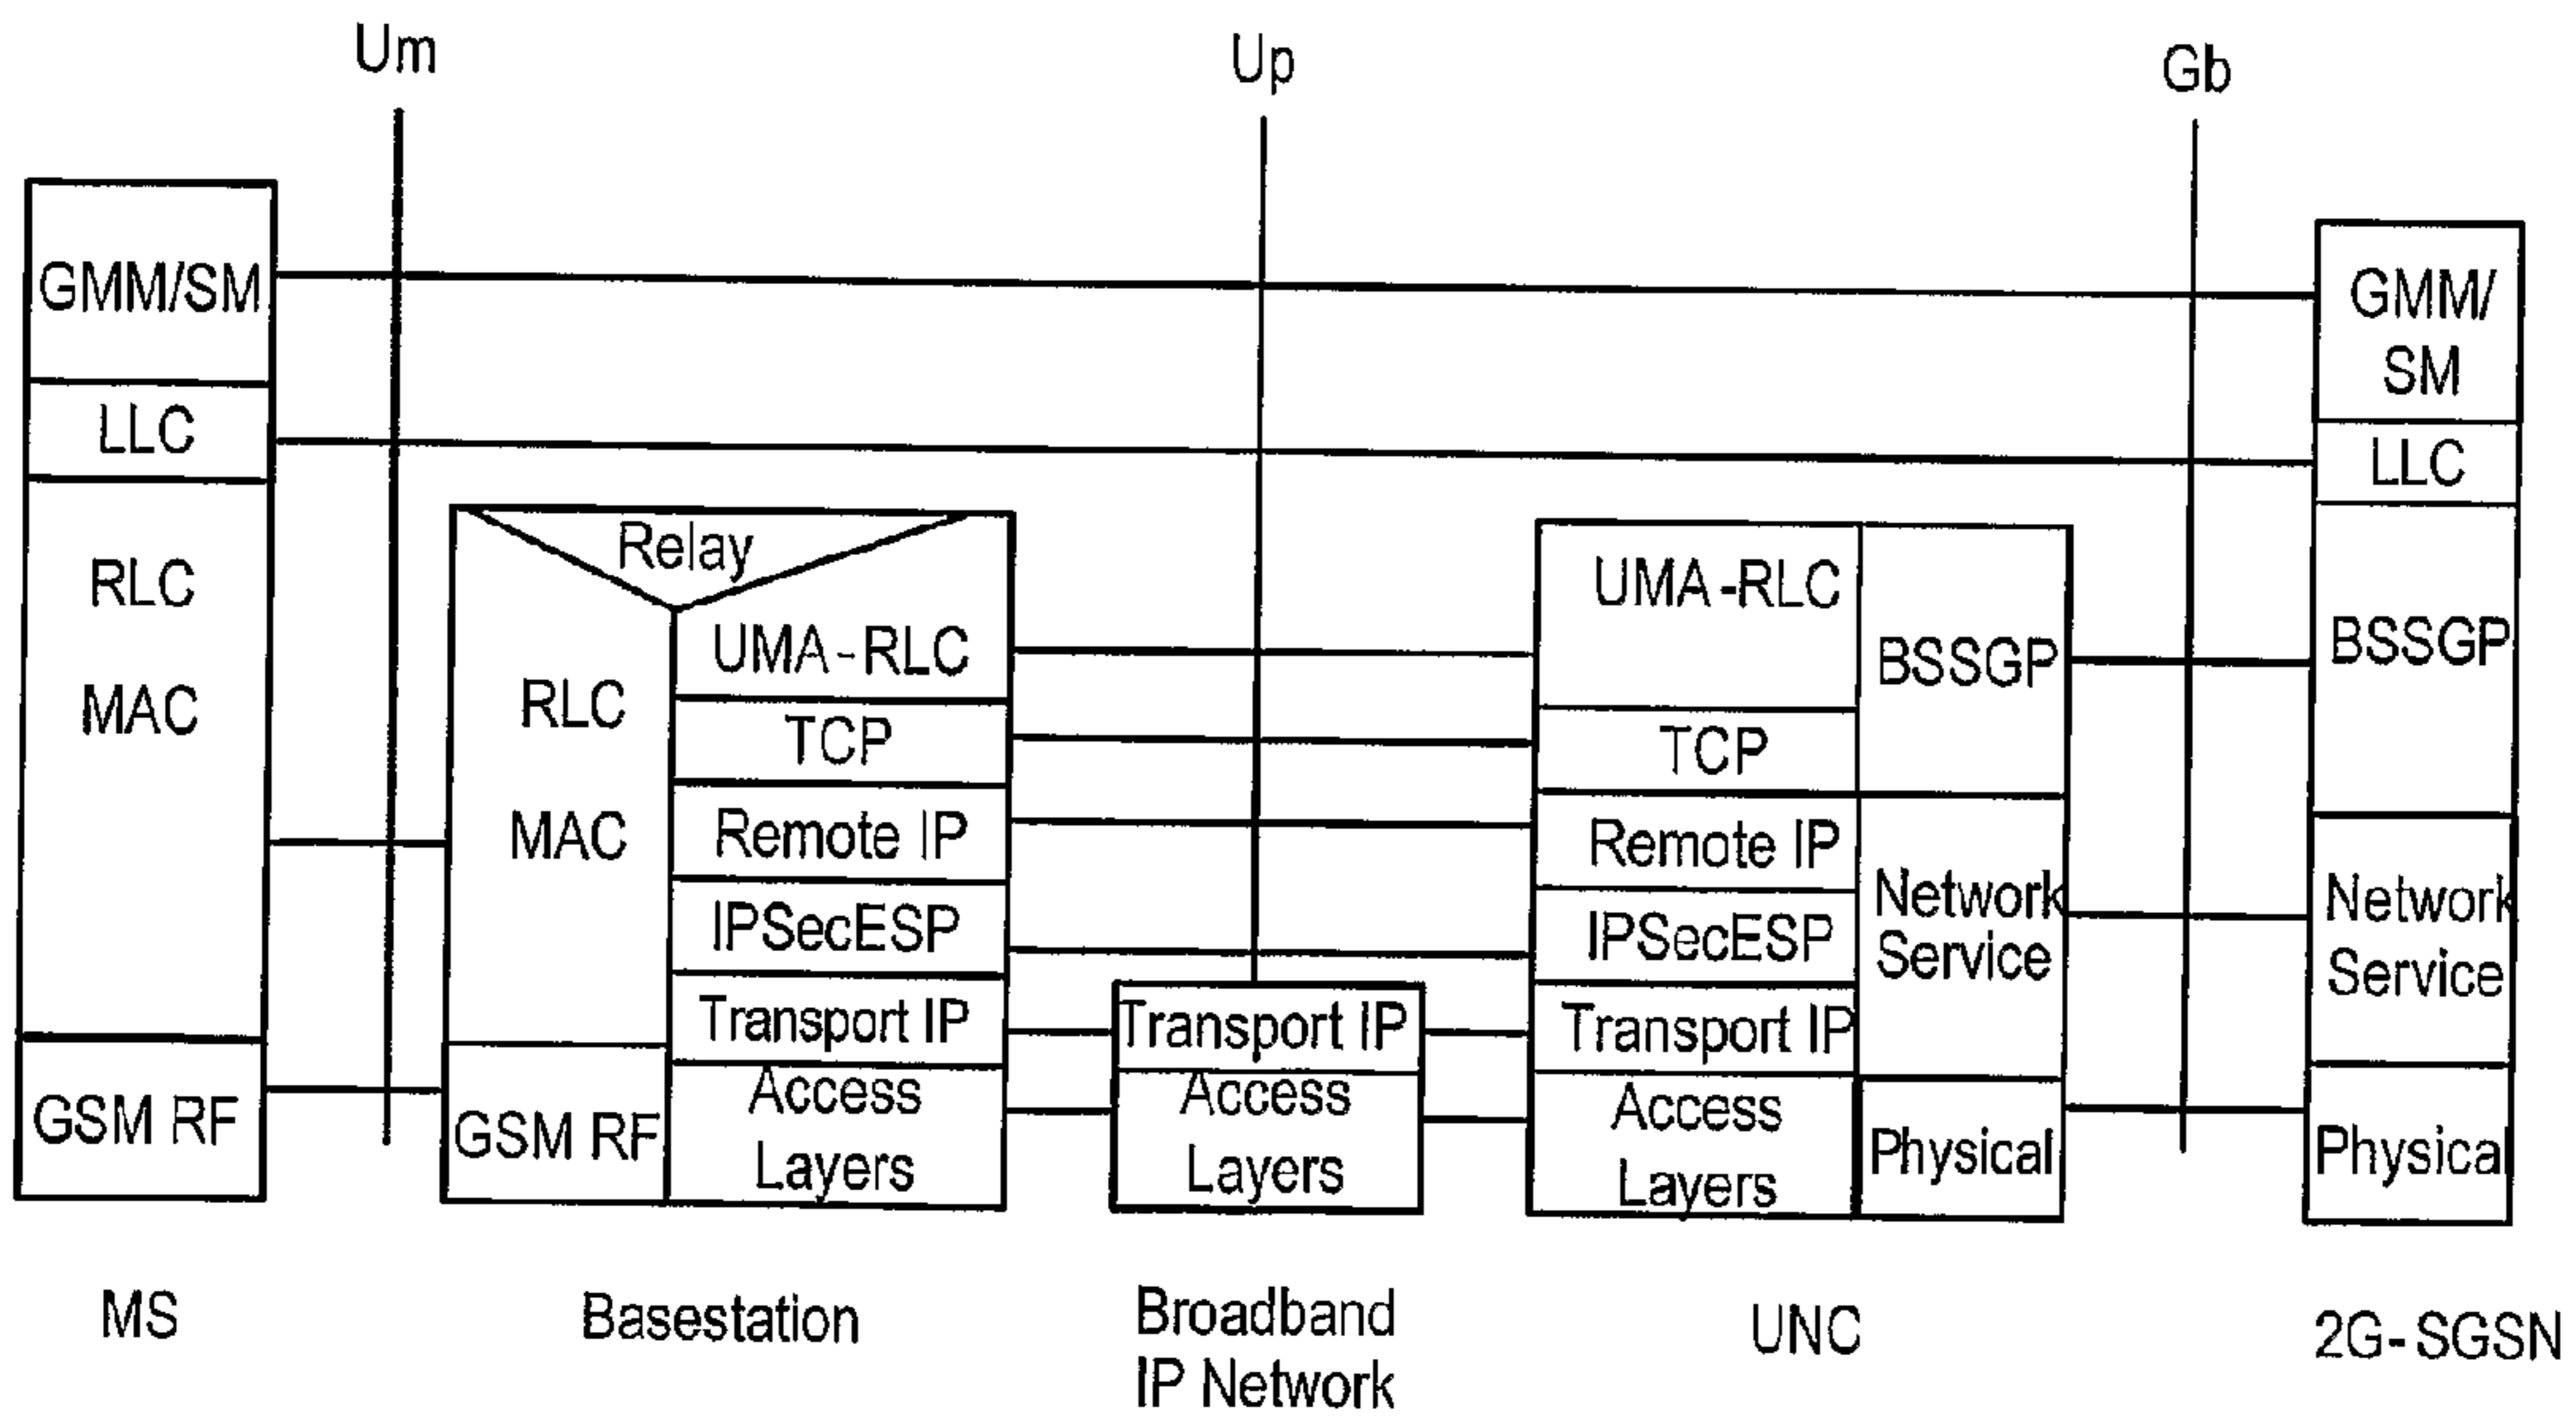 Um
Up
Gb
GMM/SM
LLC
RLC
MAC
GSM RF
Relay
RLC
MAC
GSM RF
UMA-RLC
TCP
Remote IP
IPSecESP
Transport IP
Access
Layers
Transport IP
Access
Layers
UMA-RLC
TCP
Remote IP
IPSecESP
Transport IP
Access
Layers
BSSGP
Network
Service
Physical
GMM/
SM
LLC
BSSGP
Network
Service
Physical
MS
Basestation
Broadband
IP Network
UNC
2G-SGSN